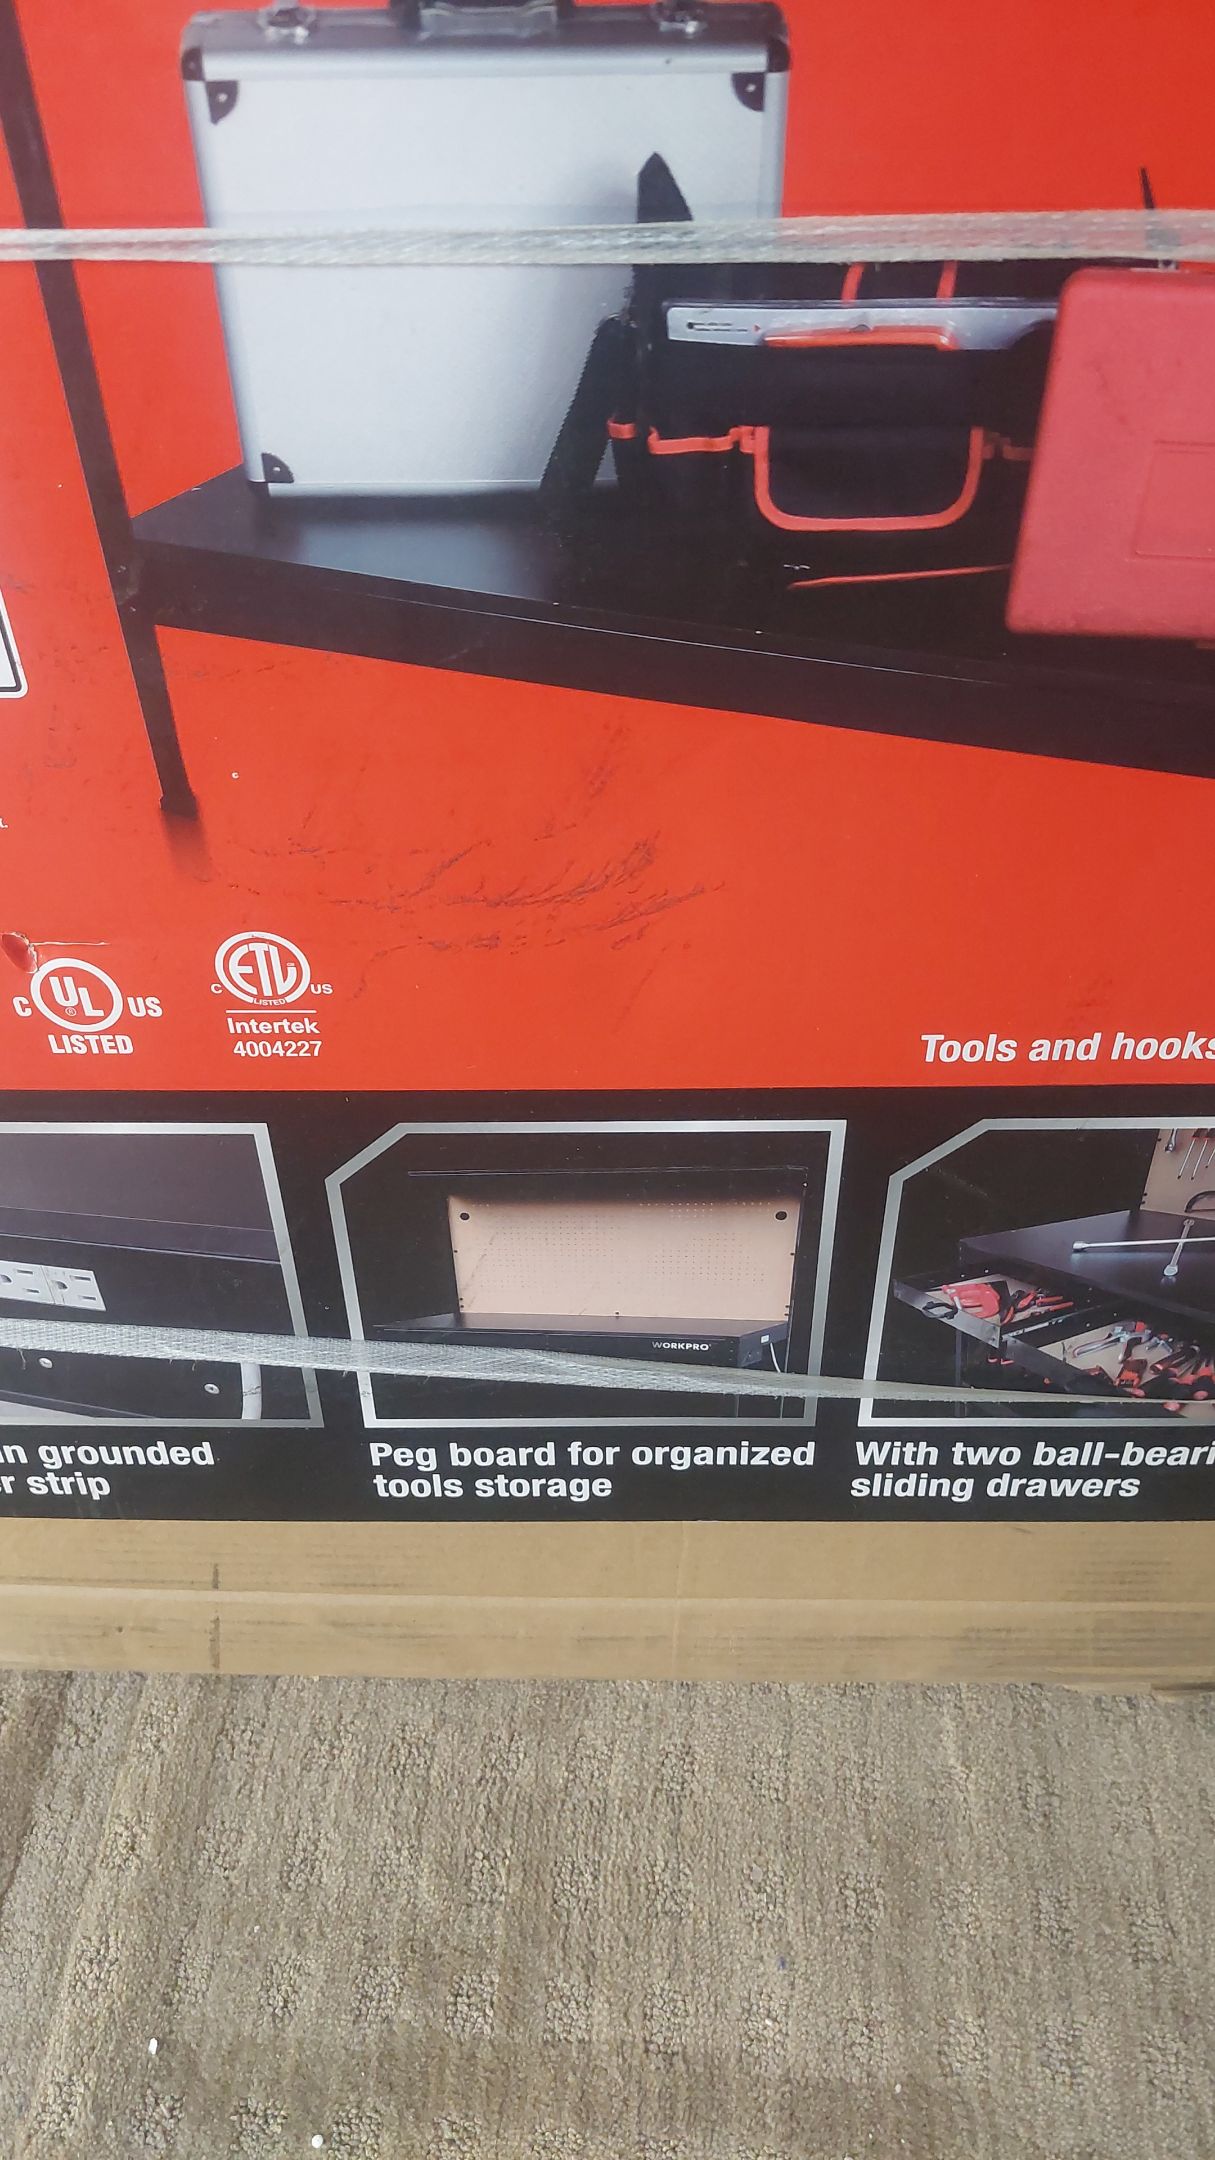 C UL US
®
LISTED
C ETL US
LISTED
Intertek
4004227
Tools and hooks
WORKPRO®
in grounded
r strip
Peg board for organized
tools storage
With two ball-beari
sliding drawers